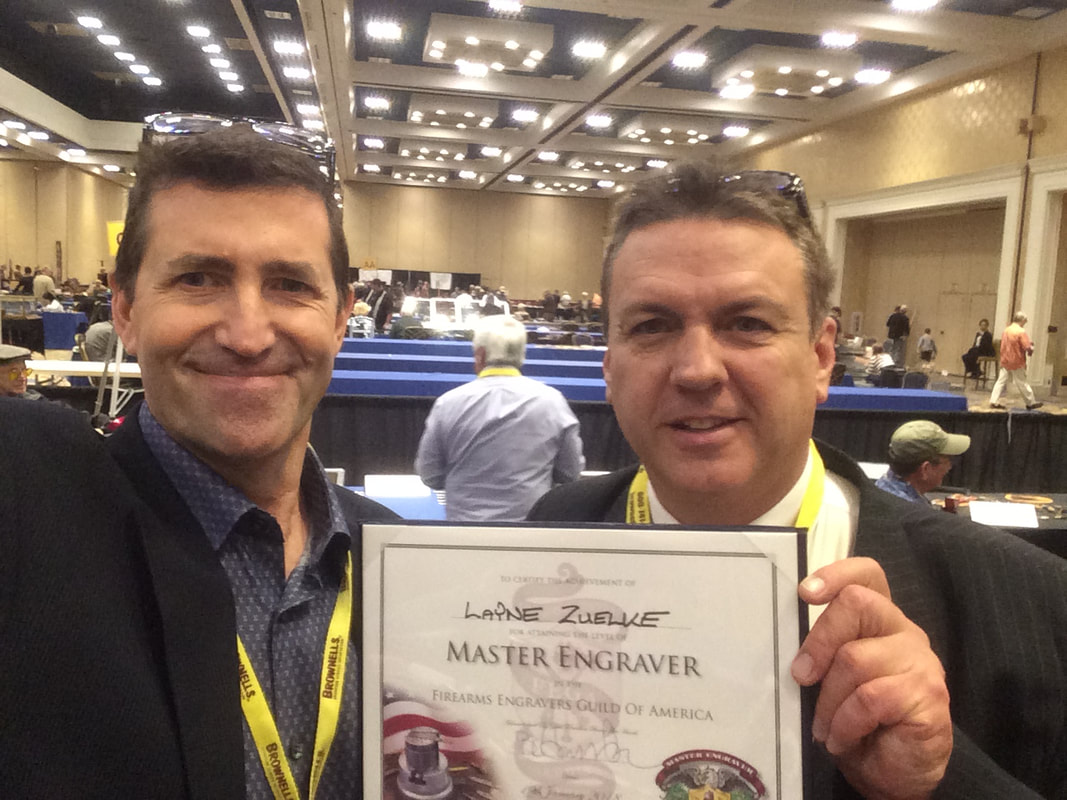 TO CERTIFY THE ACHIEVEMENT OF
LAYNE ZUELKE
FOR ATTAINING THE LEVEL OF
MASTER ENGRAVER
IN THE
FIREARMS ENGRAVERS GUILD OF AMERICA
MASTER ENGRAVER
BROWNELLS
BROWNELLS